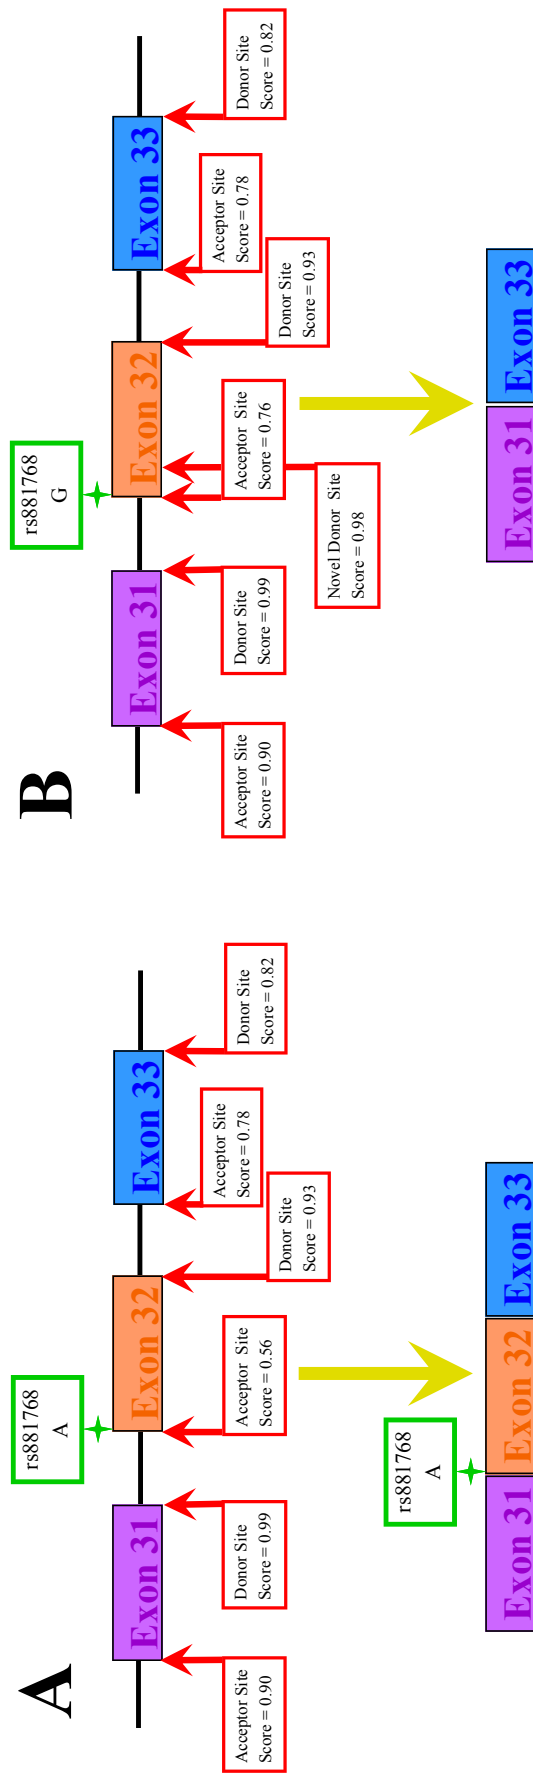 A
rs881768
A
Exon 31
Exon 32
Exon 33
Acceptor Site
Score = 0.90
Donor Site
Score = 0.99
Acceptor Site
Score = 0.56
Donor Site
Score = 0.93
Acceptor Site
Score = 0.78
Donor Site
Score = 0.82
rs881768
A
Exon 31
Exon 32
Exon 33
B
rs881768
G
Exon 31
Exon 32
Exon 33
Acceptor Site
Score = 0.90
Donor Site
Score = 0.99
Acceptor Site
Score = 0.76
Novel Donor Site
Score = 0.98
Donor Site
Score = 0.93
Acceptor Site
Score = 0.78
Donor Site
Score = 0.82
Exon 31
Exon 33